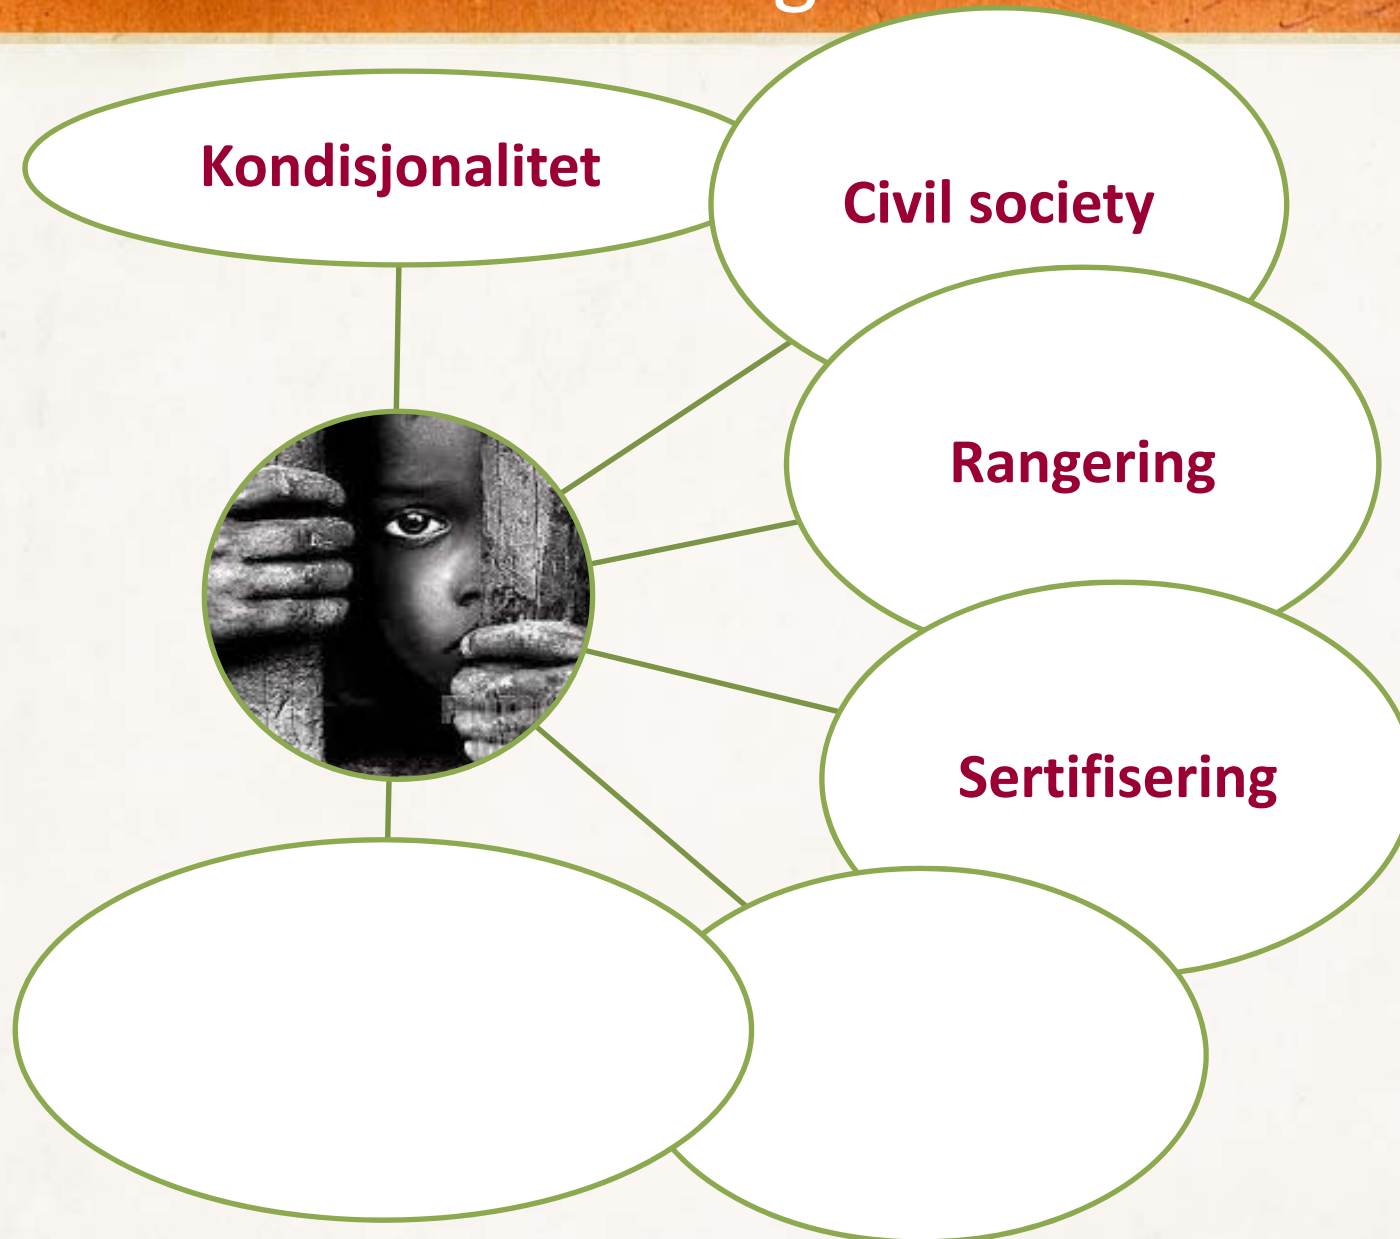 Kondisjonalitet
Civil society
Rangering
Sertifisering